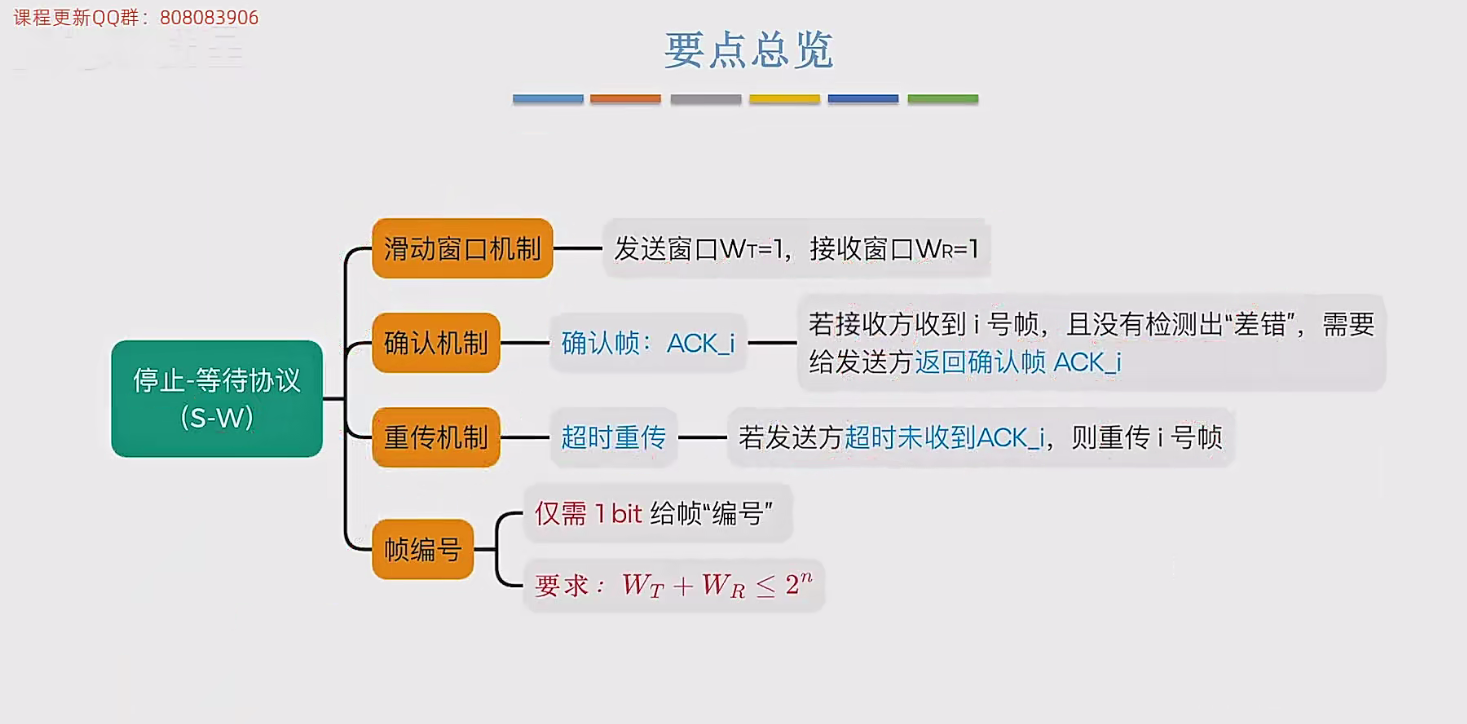 课程更新QQ群：808083906
要点总览
滑动窗口机制
发送窗口WT=1，接收窗口WR=1
确认机制
确认帧：ACK_i
若接收方收到 i 号帧，且没有检测出“差错”，需要
给发送方返回确认帧 ACK_i
停止-等待协议
(S-W)
重传机制
超时重传
若发送方超时未收到ACK_i，则重传 i 号帧
帧编号
仅需 1 bit 给帧“编号”
要求：W_T + W_R ≤ 2^n